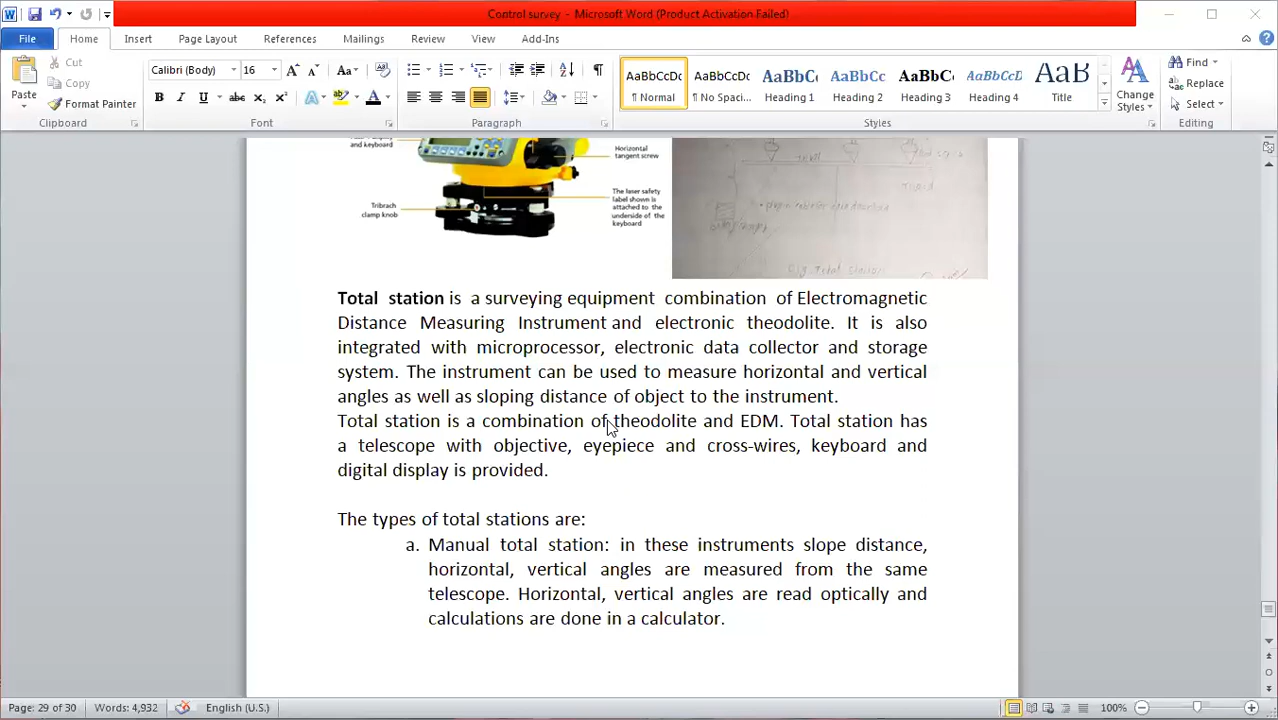 Control survey - Microsoft Word (Product Activation Failed)
File Home Insert Page Layout References Mailings Review View Add-Ins
Paste
Cut
Copy
Format Painter
Clipboard
Calibri (Body) 16
Font
Paragraph
AaBbCcDc ¶ Normal
AaBbCcDc ¶ No Spaci...
AaBbC Heading 1
AaBbCc Heading 2
AaBbCc Heading 3
AaBbCcD Heading 4
AaB Title
Change Styles
Styles
Find
Replace
Select
Editing
and keyboard
Horizontal
tangent screw
Tribrach
clamp knob
The laser safety
label shown is
attached to the
underside of the
keyboard
Total station is a surveying equipment combination of Electromagnetic
Distance Measuring Instrument and electronic theodolite. It is also
integrated with microprocessor, electronic data collector and storage
system. The instrument can be used to measure horizontal and vertical
angles as well as sloping distance of object to the instrument.
Total station is a combination of theodolite and EDM. Total station has
a telescope with objective, eyepiece and cross-wires, keyboard and
digital display is provided.
The types of total stations are:
a. Manual total station: in these instruments slope distance,
horizontal, vertical angles are measured from the same
telescope. Horizontal, vertical angles are read optically and
calculations are done in a calculator.
Page: 29 of 30 Words: 4,932 English (U.S.) 100%